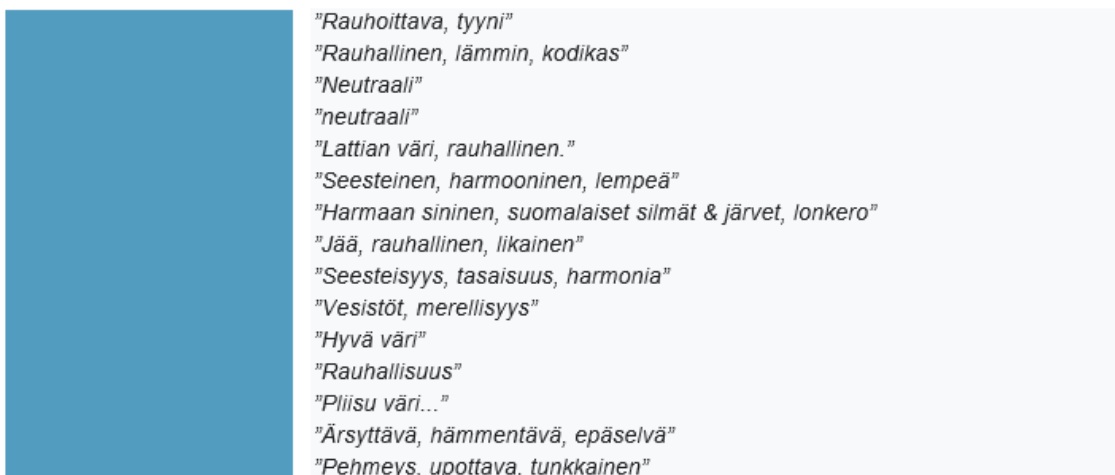 ”Rauhoittava, tyyni”
”Rauhallinen, lämmin, kodikas”
”Neutraali”
”neutraali”
”Lattian väri, rauhallinen.”
”Seesteinen, harmooninen, lempeä”
”Harmaan sininen, suomalaiset silmät & järvet, lonkero”
”Jää, rauhallinen, likainen”
”Seesteisyys, tasaisuus, harmonia”
”Vesistöt, merellisyys”
”Hyvä väri”
”Rauhallisuus”
”Pliisu väri...”
”Ärsyttävä, hämmentävä, epäselvä”
”Pehmeys, upottava, tunkkainen”